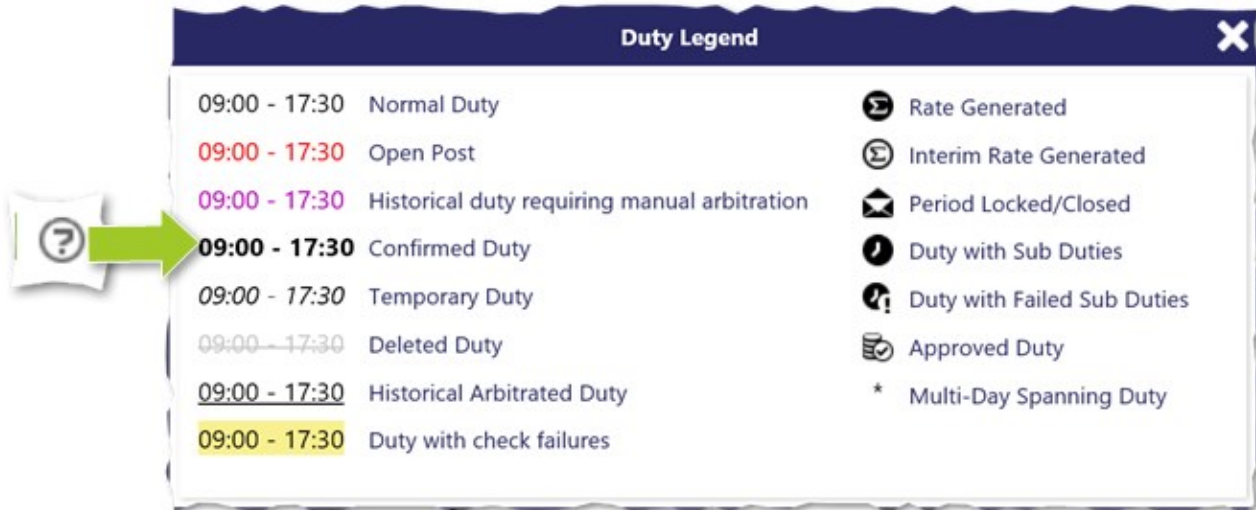 Duty Legend
09:00 - 17:30 Normal Duty
09:00 - 17:30 Open Post
09:00 - 17:30 Historical duty requiring manual arbitration
09:00 - 17:30 Confirmed Duty
09:00 - 17:30 Temporary Duty
09:00 - 17:30 Deleted Duty
09:00 - 17:30 Historical Arbitrated Duty
09:00 - 17:30 Duty with check failures
Σ Rate Generated
Σ Interim Rate Generated
Period Locked/Closed
Duty with Sub Duties
Duty with Failed Sub Duties
Approved Duty
* Multi-Day Spanning Duty
?